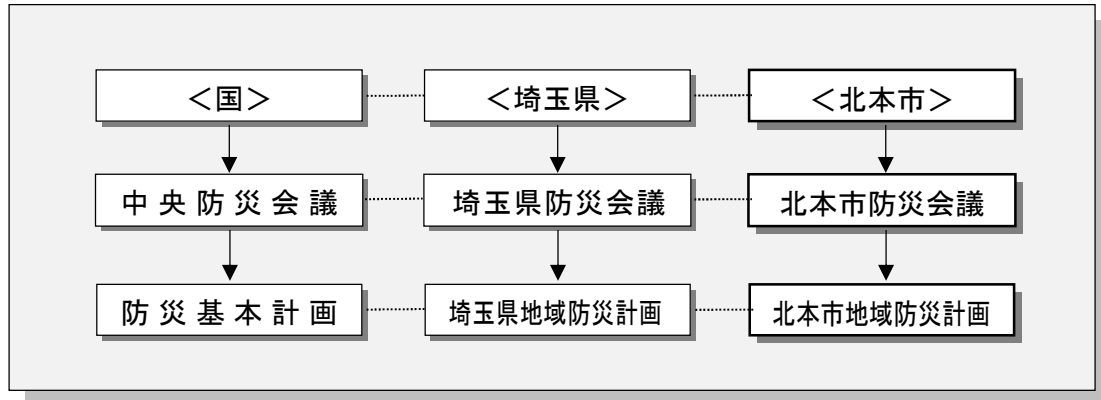 ＜国＞
＜埼玉県＞
＜北本市＞
中央防災会議
埼玉県防災会議
北本市防災会議
防災基本計画
埼玉県地域防災計画
北本市地域防災計画